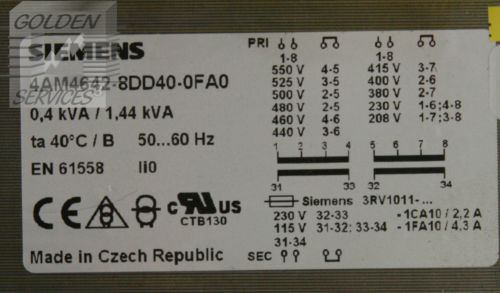 GOLDEN
SERVICES
SIEMENS
4AM4642-8DD40-0FA0
0,4 kVA / 1,44 kVA
ta 40°C / B 50...60 Hz
EN 61558 Ii0
c UR US
CTB130
Made in Czech Republic
PRI
1-8 1-8
550 V 4-5 415 V 3-7
525 V 3-5 400 V 2-6
500 V 2-5 380 V 2-7
480 V 2-5 230 V 1-6;4-8
460 V 4-6 208 V 1-7;3-8
440 V 3-6
1 2 3 4 5 6 7 8
31 33 32 34
Siemens 3RV1011-...
230 V 32-33 -1CA10 / 2,2 A
115 V 31-32; 33-34 -1FA10 / 4,3 A
31-34
SEC